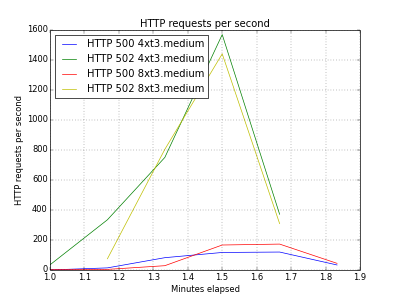 HTTP requests per second
HTTP requests per second
1600
1400
1200
1000
800
600
400
200
0
HTTP 500 4xt3.medium
HTTP 502 4xt3.medium
HTTP 500 8xt3.medium
HTTP 502 8xt3.medium
1.0 1.1 1.2 1.3 1.4 1.5 1.6 1.7 1.8 1.9
Minutes elapsed